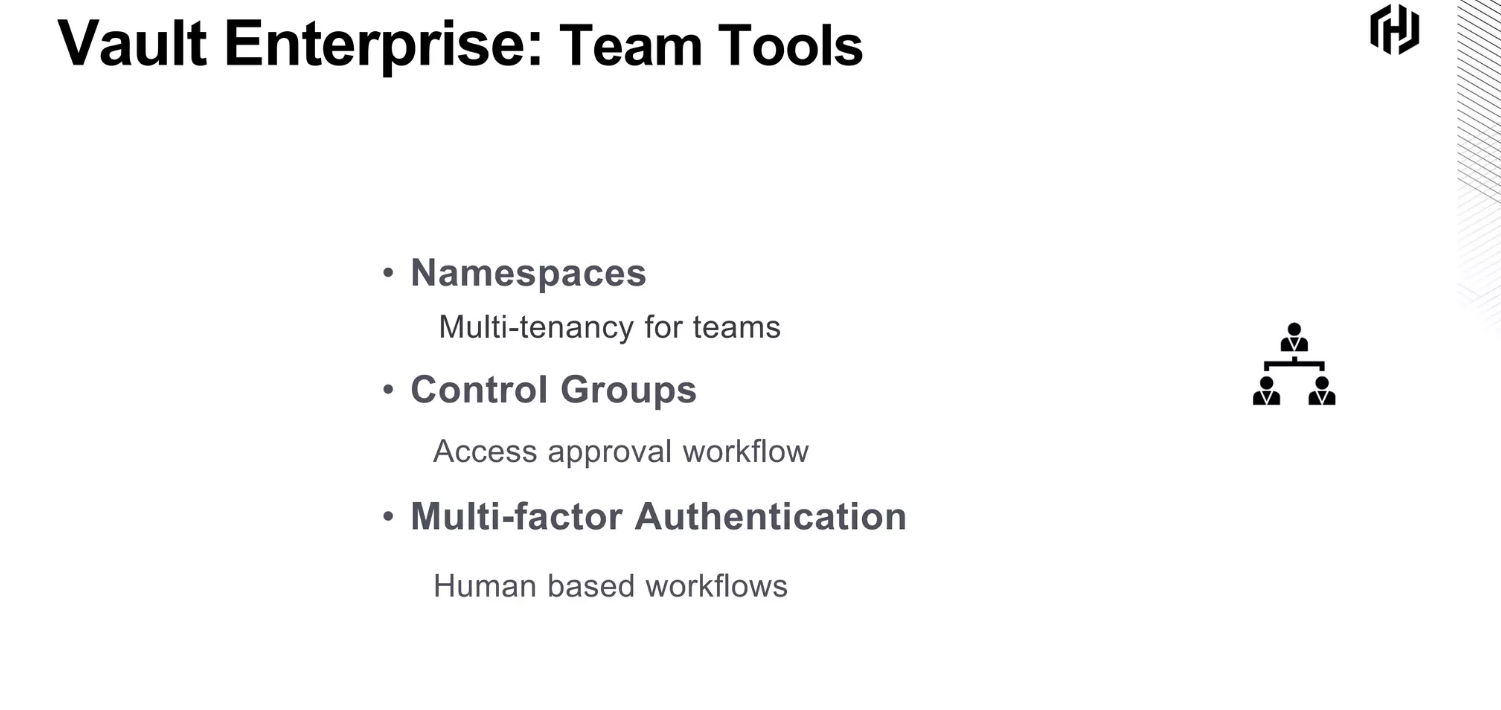 Vault Enterprise: Team Tools
• Namespaces
Multi-tenancy for teams
• Control Groups
Access approval workflow
• Multi-factor Authentication
Human based workflows